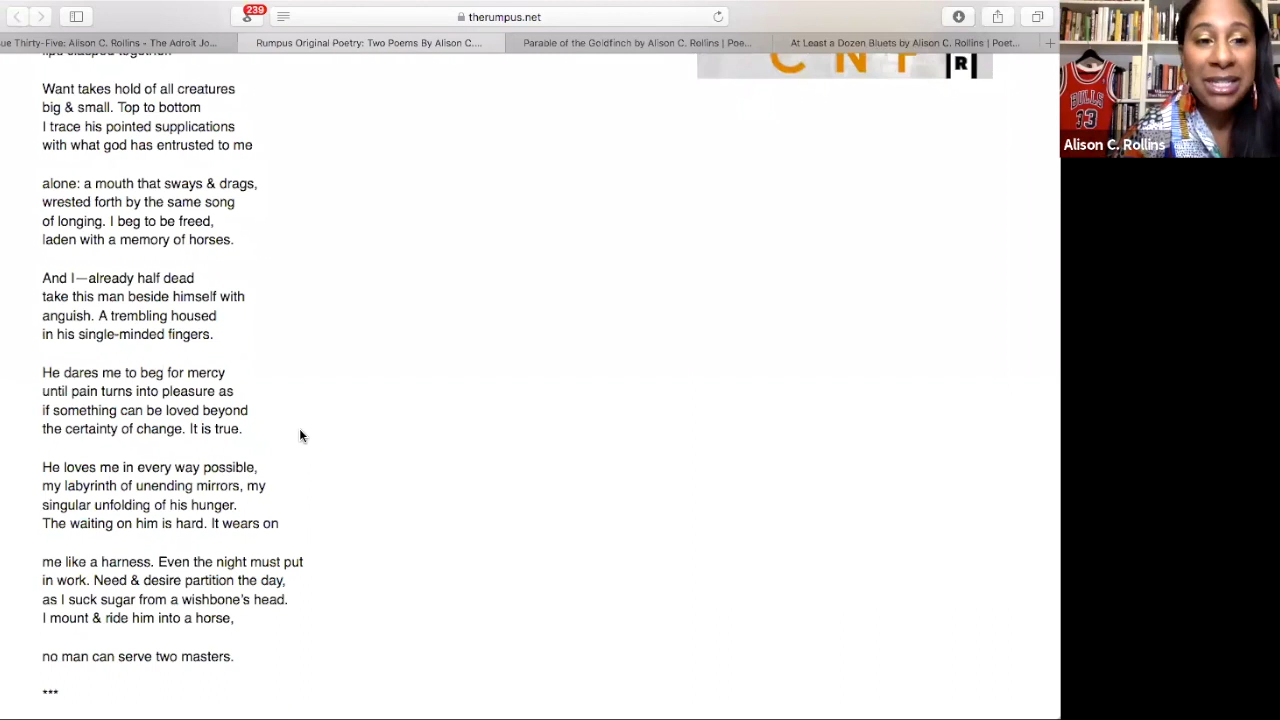 239
therumpus.net
ue Thirty-Five: Alison C. Rollins - The Adroit Jo...
Rumpus Original Poetry: Two Poems By Alison C....
Parable of the Goldfinch by Alison C. Rollins | Poe...
At Least a Dozen Bluets by Alison C. Rollins | Poet...
C N F R
Want takes hold of all creatures
big & small. Top to bottom
I trace his pointed supplications
with what god has entrusted to me
alone: a mouth that sways & drags,
wrested forth by the same song
of longing. I beg to be freed,
laden with a memory of horses.
And I—already half dead
take this man beside himself with
anguish. A trembling housed
in his single-minded fingers.
He dares me to beg for mercy
until pain turns into pleasure as
if something can be loved beyond
the certainty of change. It is true.
He loves me in every way possible,
my labyrinth of unending mirrors, my
singular unfolding of his hunger.
The waiting on him is hard. It wears on
me like a harness. Even the night must put
in work. Need & desire partition the day,
as I suck sugar from a wishbone's head.
I mount & ride him into a horse,
no man can serve two masters.
***
BULLS
33
Alison C. Rollins